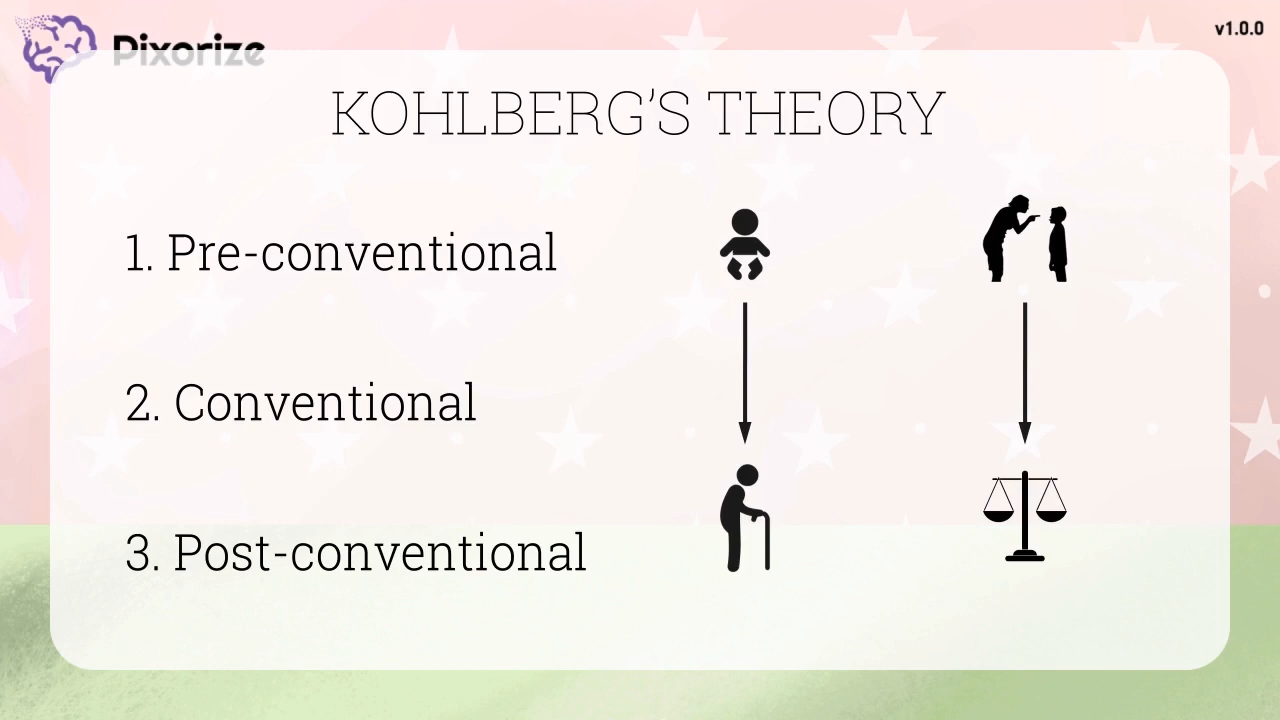 Pixorize
v1.0.0
KOHLBERG’S THEORY
1. Pre-conventional
2. Conventional
3. Post-conventional